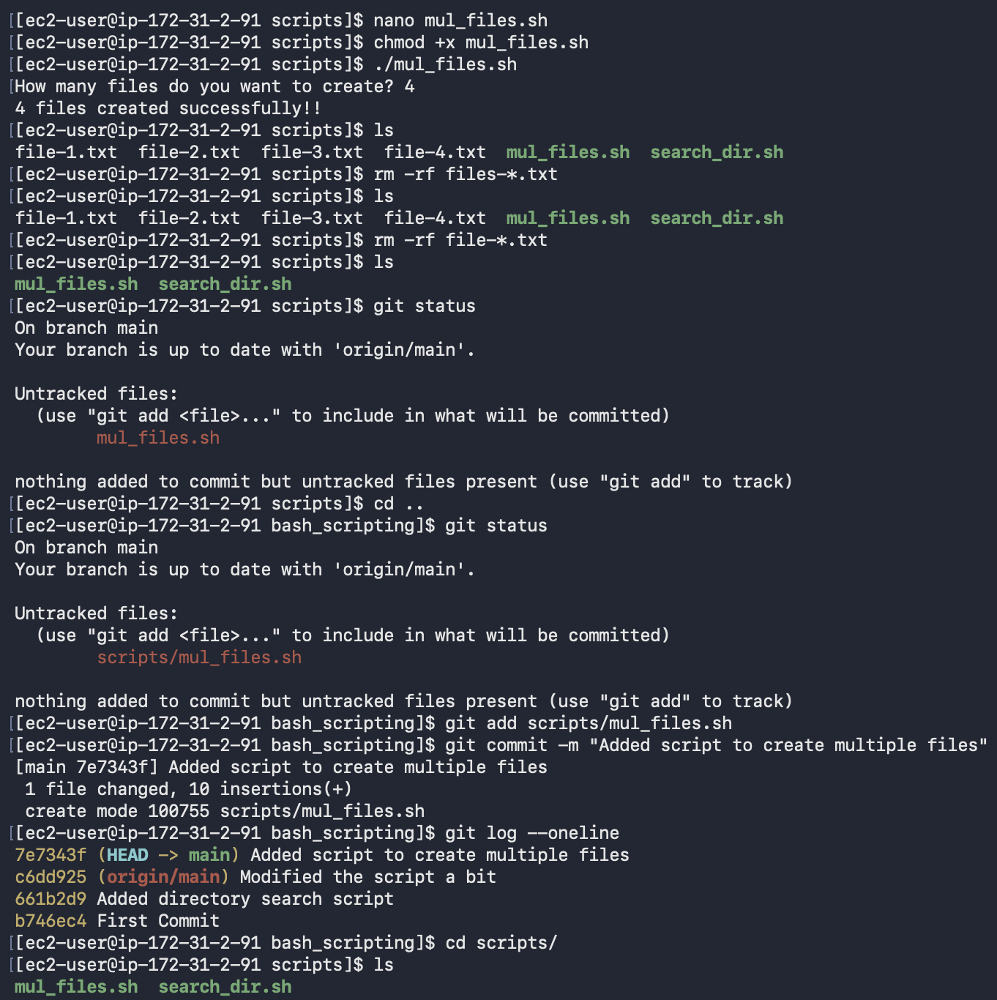 [[ec2-user@ip-172-31-2-91 scripts]$ nano mul_files.sh
[[ec2-user@ip-172-31-2-91 scripts]$ chmod +x mul_files.sh
[[ec2-user@ip-172-31-2-91 scripts]$ ./mul_files.sh
[How many files do you want to create? 4
4 files created successfully!!
[[ec2-user@ip-172-31-2-91 scripts]$ ls
file-1.txt  file-2.txt  file-3.txt  file-4.txt  mul_files.sh  search_dir.sh
[[ec2-user@ip-172-31-2-91 scripts]$ rm -rf files-*.txt
[[ec2-user@ip-172-31-2-91 scripts]$ ls
file-1.txt  file-2.txt  file-3.txt  file-4.txt  mul_files.sh  search_dir.sh
[[ec2-user@ip-172-31-2-91 scripts]$ rm -rf file-*.txt
[[ec2-user@ip-172-31-2-91 scripts]$ ls
mul_files.sh  search_dir.sh
[[ec2-user@ip-172-31-2-91 scripts]$ git status
On branch main
Your branch is up to date with 'origin/main'.

Untracked files:
  (use "git add <file>..." to include in what will be committed)
        mul_files.sh

nothing added to commit but untracked files present (use "git add" to track)
[[ec2-user@ip-172-31-2-91 scripts]$ cd ..
[[ec2-user@ip-172-31-2-91 bash_scripting]$ git status
On branch main
Your branch is up to date with 'origin/main'.

Untracked files:
  (use "git add <file>..." to include in what will be committed)
        scripts/mul_files.sh

nothing added to commit but untracked files present (use "git add" to track)
[[ec2-user@ip-172-31-2-91 bash_scripting]$ git add scripts/mul_files.sh
[[ec2-user@ip-172-31-2-91 bash_scripting]$ git commit -m "Added script to create multiple files"
[main 7e7343f] Added script to create multiple files
 1 file changed, 10 insertions(+)
 create mode 100755 scripts/mul_files.sh
[[ec2-user@ip-172-31-2-91 bash_scripting]$ git log --oneline
7e7343f (HEAD -> main) Added script to create multiple files
c6dd925 (origin/main) Modified the script a bit
661b2d9 Added directory search script
b746ec4 First Commit
[[ec2-user@ip-172-31-2-91 bash_scripting]$ cd scripts/
[[ec2-user@ip-172-31-2-91 scripts]$ ls
mul_files.sh  search_dir.sh